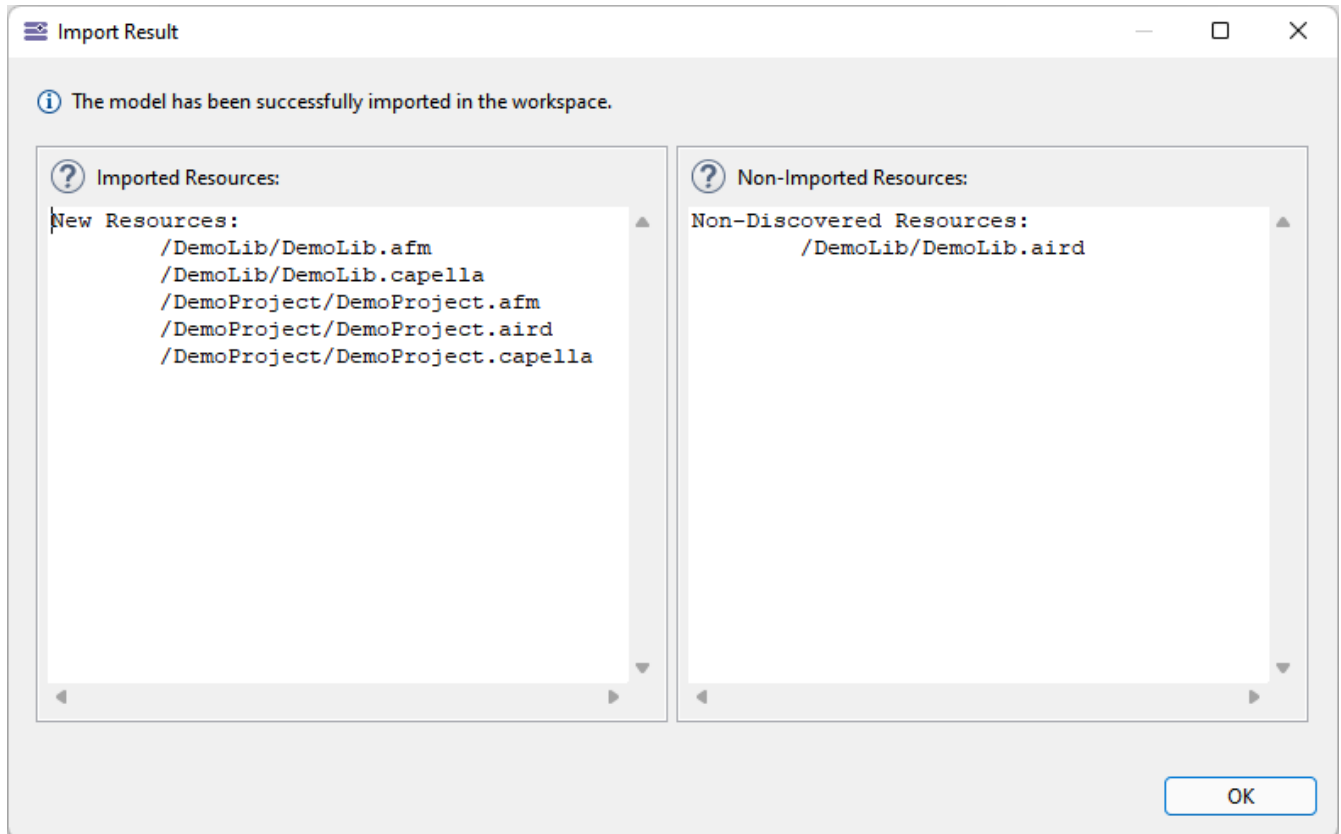 Import Result
The model has been successfully imported in the workspace.
Imported Resources:
New Resources:
/DemoLib/DemoLib.afm
/DemoLib/DemoLib.capella
/DemoProject/DemoProject.afm
/DemoProject/DemoProject.aird
/DemoProject/DemoProject.capella
Non-Imported Resources:
Non-Discovered Resources:
/DemoLib/DemoLib.aird
OK